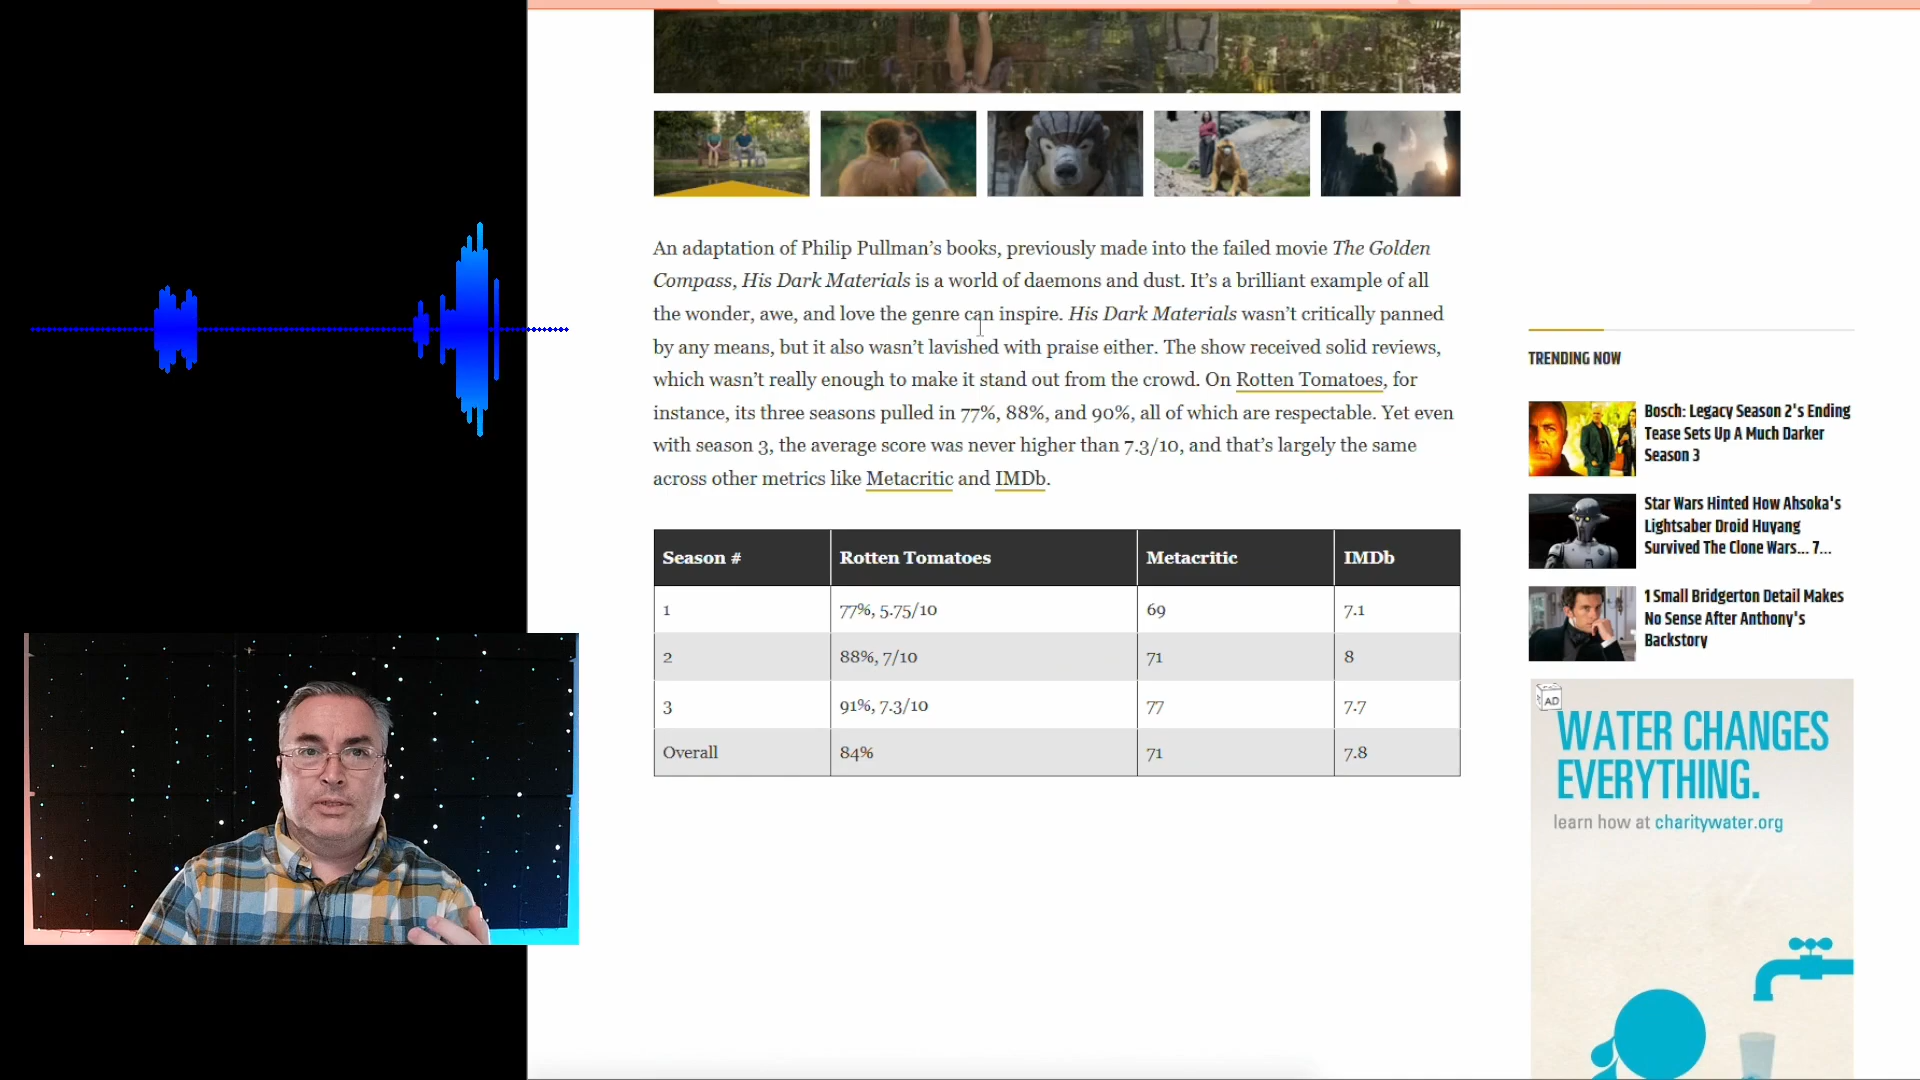 An adaptation of Philip Pullman’s books, previously made into the failed movie The Golden
Compass, His Dark Materials is a world of daemons and dust. It’s a brilliant example of all
the wonder, awe, and love the genre can inspire. His Dark Materials wasn’t critically panned
by any means, but it also wasn’t lavished with praise either. The show received solid reviews,
which wasn’t really enough to make it stand out from the crowd. On Rotten Tomatoes, for
instance, its three seasons pulled in 77%, 88%, and 90%, all of which are respectable. Yet even
with season 3, the average score was never higher than 7.3/10, and that’s largely the same
across other metrics like Metacritic and IMDb.
Season # Rotten Tomatoes Metacritic IMDb
1 77%, 5.75/10 69 7.1
2 88%, 7/10 71 8
3 91%, 7.3/10 77 7.7
Overall 84% 71 7.8
TRENDING NOW
Bosch: Legacy Season 2's Ending
Tease Sets Up A Much Darker
Season 3
Star Wars Hinted How Ahsoka's
Lightsaber Droid Huyang
Survived The Clone Wars... 7...
1 Small Bridgerton Detail Makes
No Sense After Anthony's
Backstory
AD
WATER CHANGES
EVERYTHING.
learn how at charitywater.org